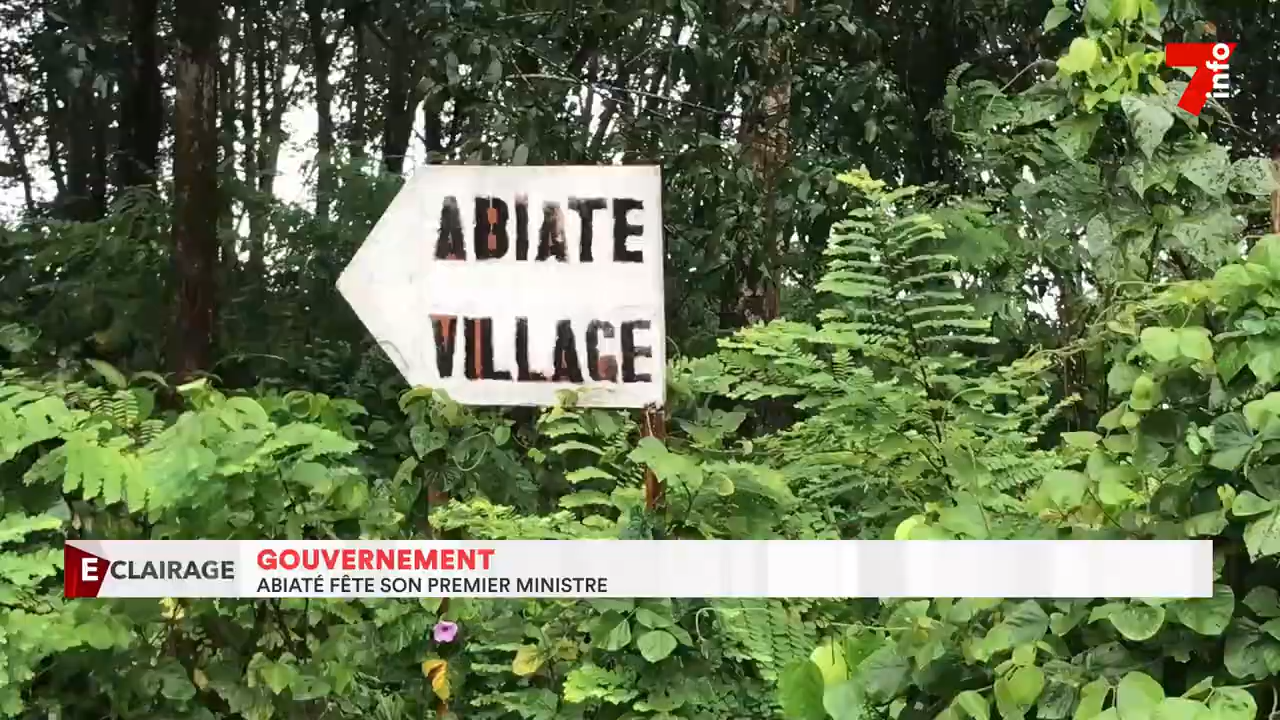 7info
ABIATE
VILLAGE
ECLAIRAGE
GOUVERNEMENT
ABIATÉ FÊTE SON PREMIER MINISTRE